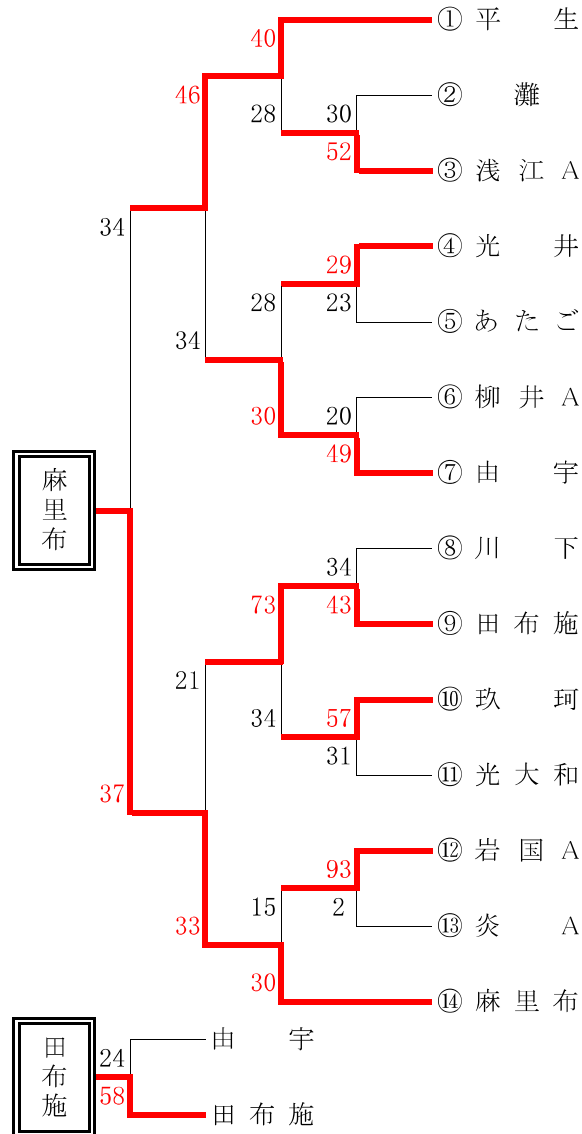 ① 平生
40
46
② 灘
28
30
52
③ 浅江A
34
④ 光井
29
28
23
⑤ あたご
34
⑥ 柳井A
30
20
49
⑦ 由宇
麻里布
⑧ 川下
34
73
43
⑨ 田布施
21
⑩ 玖珂
34
57
31
⑪ 光大和
37
⑫ 岩国A
93
15
2
33
⑬ 炎A
30
⑭ 麻里布
由宇
24
田布施
58
田布施